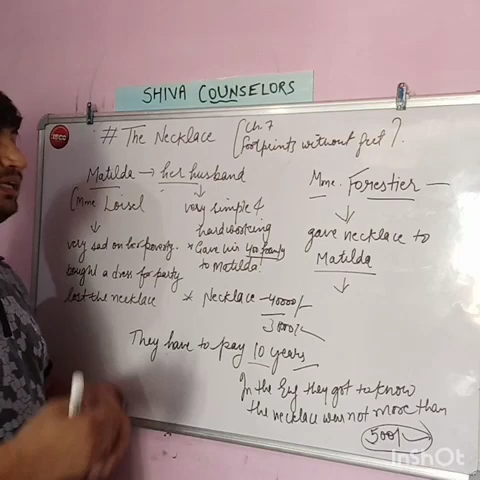 SHIVA COUNSELORS
# The Necklace [Ch. 7
Footprints without feet].
Matilda → her husband
(Mme Loisel
very sad on her poverty.
bought a dress for party
lost the necklace
very simple &
hardworking
* Gave his 400 francs
to Matilda.
* Necklace - 40000/-
They have to pay 10 years
Mme. Forestier —
gave necklace to
Matilda
In the End they got to know
the necklace was not more than
500/-
InShOt